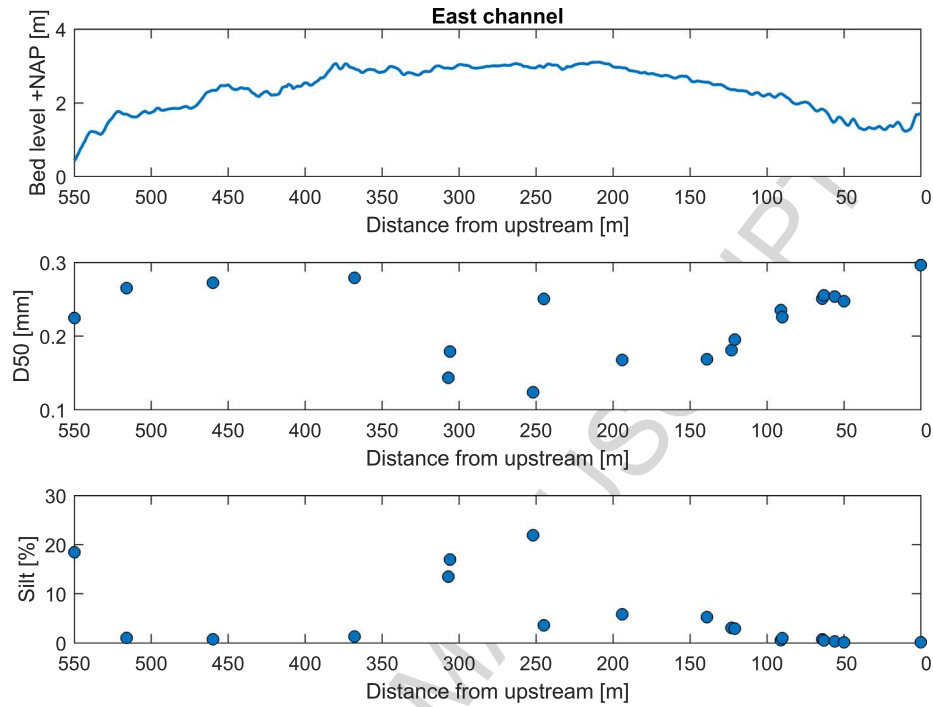 East channel
Bed level +NAP [m]
4
2
0
550 500 450 400 350 300 250 200 150 100 50 0
Distance from upstream [m]
D50 [mm]
0.3
0.2
0.1
550 500 450 400 350 300 250 200 150 100 50 0
Distance from upstream [m]
Silt [%]
30
20
10
0
550 500 450 400 350 300 250 200 150 100 50 0
Distance from upstream [m]
MANUSCRIPT